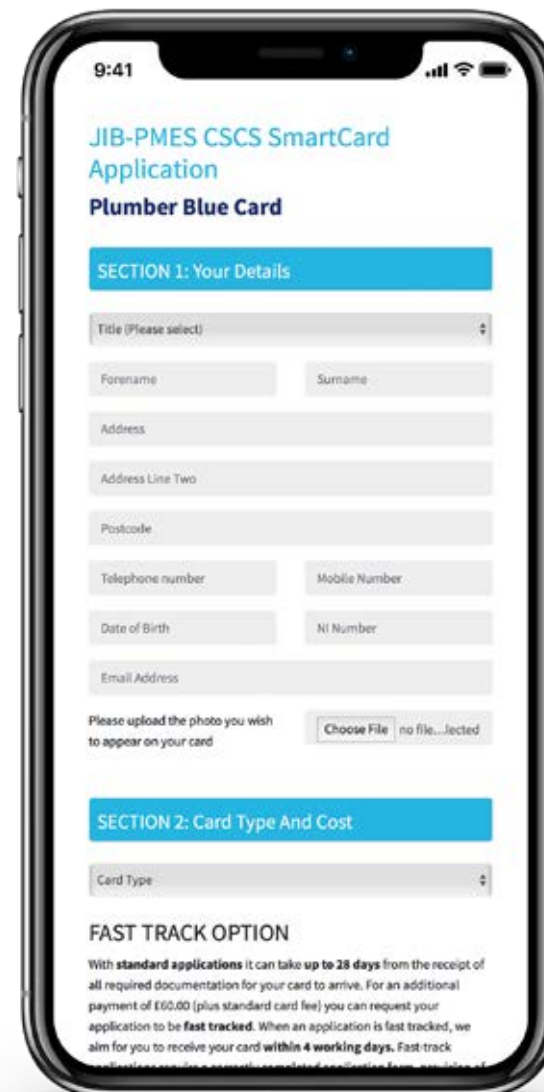 9:41
JIB-PMES CSCS SmartCard
Application
Plumber Blue Card
SECTION 1: Your Details
Title (Please select)
Forename Surname
Address
Address Line Two
Postcode
Telephone number Mobile Number
Date of Birth NI Number
Email Address
Please upload the photo you wish
to appear on your card
Choose File no file...lected
SECTION 2: Card Type And Cost
Card Type
FAST TRACK OPTION
With standard applications it can take up to 28 days from the receipt of
all required documentation for your card to arrive. For an additional
payment of £60.00 (plus standard card fee) you can request your
application to be fast tracked. When an application is fast tracked, we
aim for you to receive your card within 4 working days. Fast-track